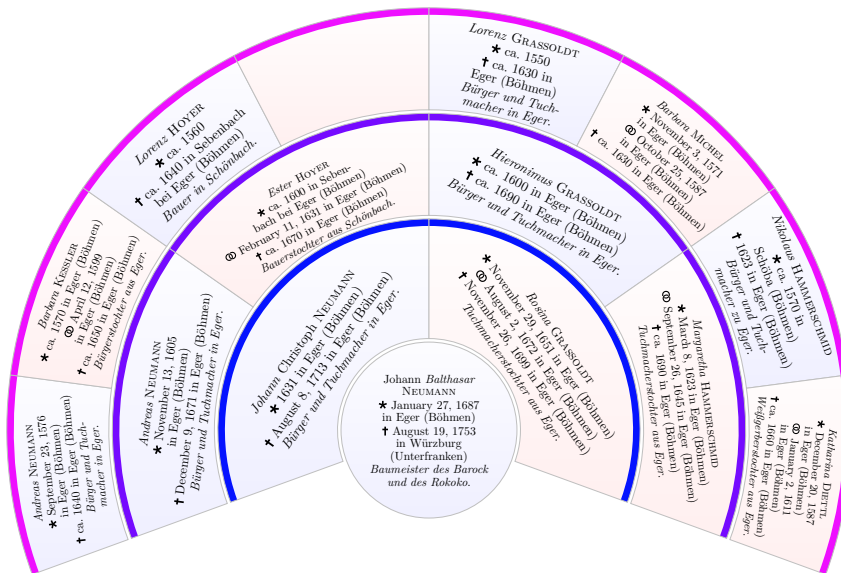 Lorenz GRASSOLDT
★ ca. 1550
✝ ca. 1630 in
Eger (Böhmen)
Bürger und Tuch-
macher in Eger.
Lorenz HOYER
★ ca. 1560
✝ ca. 1640 in Sebenbach
bei Eger (Böhmen)
Bauer in Schönbach.
Barbara MICHEL
★ November 3, 1571
in Eger (Böhmen)
⚭ October 25, 1587
in Eger (Böhmen)
✝ ca. 1630 in Eger (Böhmen)
Ester HOYER
★ ca. 1600 in Seben-
bach bei Eger (Böhmen)
⚭ February 11, 1631 in Eger (Böhmen)
✝ ca. 1670 in Eger (Böhmen)
Bauerstochter aus Schönbach.
Hieronimus GRASSOLDT
★ ca. 1600 in Eger (Böhmen)
✝ ca. 1690 in Eger (Böhmen)
Bürger und Tuchmacher in Eger.
Barbara KESSLER
★ ca. 1570 in Eger (Böhmen)
⚭ April 12, 1599
in Eger (Böhmen)
✝ ca. 1650 in Eger (Böhmen)
Bürgerstochter aus Eger.
Nikolaus HAMMERSCHMID
★ ca. 1570 in
Schöba (Böhmen)
✝ 1623 in Eger (Böhmen)
Bürger und Tuch-
macher zu Eger.
Andreas NEUMANN
★ November 13, 1605
in Eger (Böhmen)
✝ December 9, 1671 in Eger (Böhmen)
Bürger und Tuchmacher in Eger.
Johann Christoph NEUMANN
★ 1631 in Eger (Böhmen)
✝ August 8, 1713 in Eger (Böhmen)
Bürger und Tuchmacher in Eger.
Rosina GRASSOLDT
★ November 29, 1651 in Eger (Böhmen)
⚭ August 2, 1672 in Eger (Böhmen)
✝ November 26, 1699 in Eger (Böhmen)
Tuchmacherstochter aus Eger.
Margaretha HAMMERSCHMID
★ March 8, 1623 in Eger (Böhmen)
⚭ September 26, 1645 in Eger (Böhmen)
✝ ca. 1690 in Eger (Böhmen)
Tuchmacherstochter aus Eger.
Andreas NEUMANN
★ September 23, 1576
in Eger (Böhmen)
✝ ca. 1640 in Eger (Böhmen)
Bürger und Tuch-
macher in Eger.
Johann Balthasar
NEUMANN
★ January 27, 1687
in Eger (Böhmen)
✝ August 19, 1753
in Würzburg
(Unterfranken)
Baumeister des Barock
und des Rokoko.
Katharina DIETTL
★ December 20, 1587
in Eger (Böhmen)
⚭ January 2, 1611
in Eger (Böhmen)
✝ ca. 1660 in Eger (Böhmen)
Weißgerberstochter aus Eger.